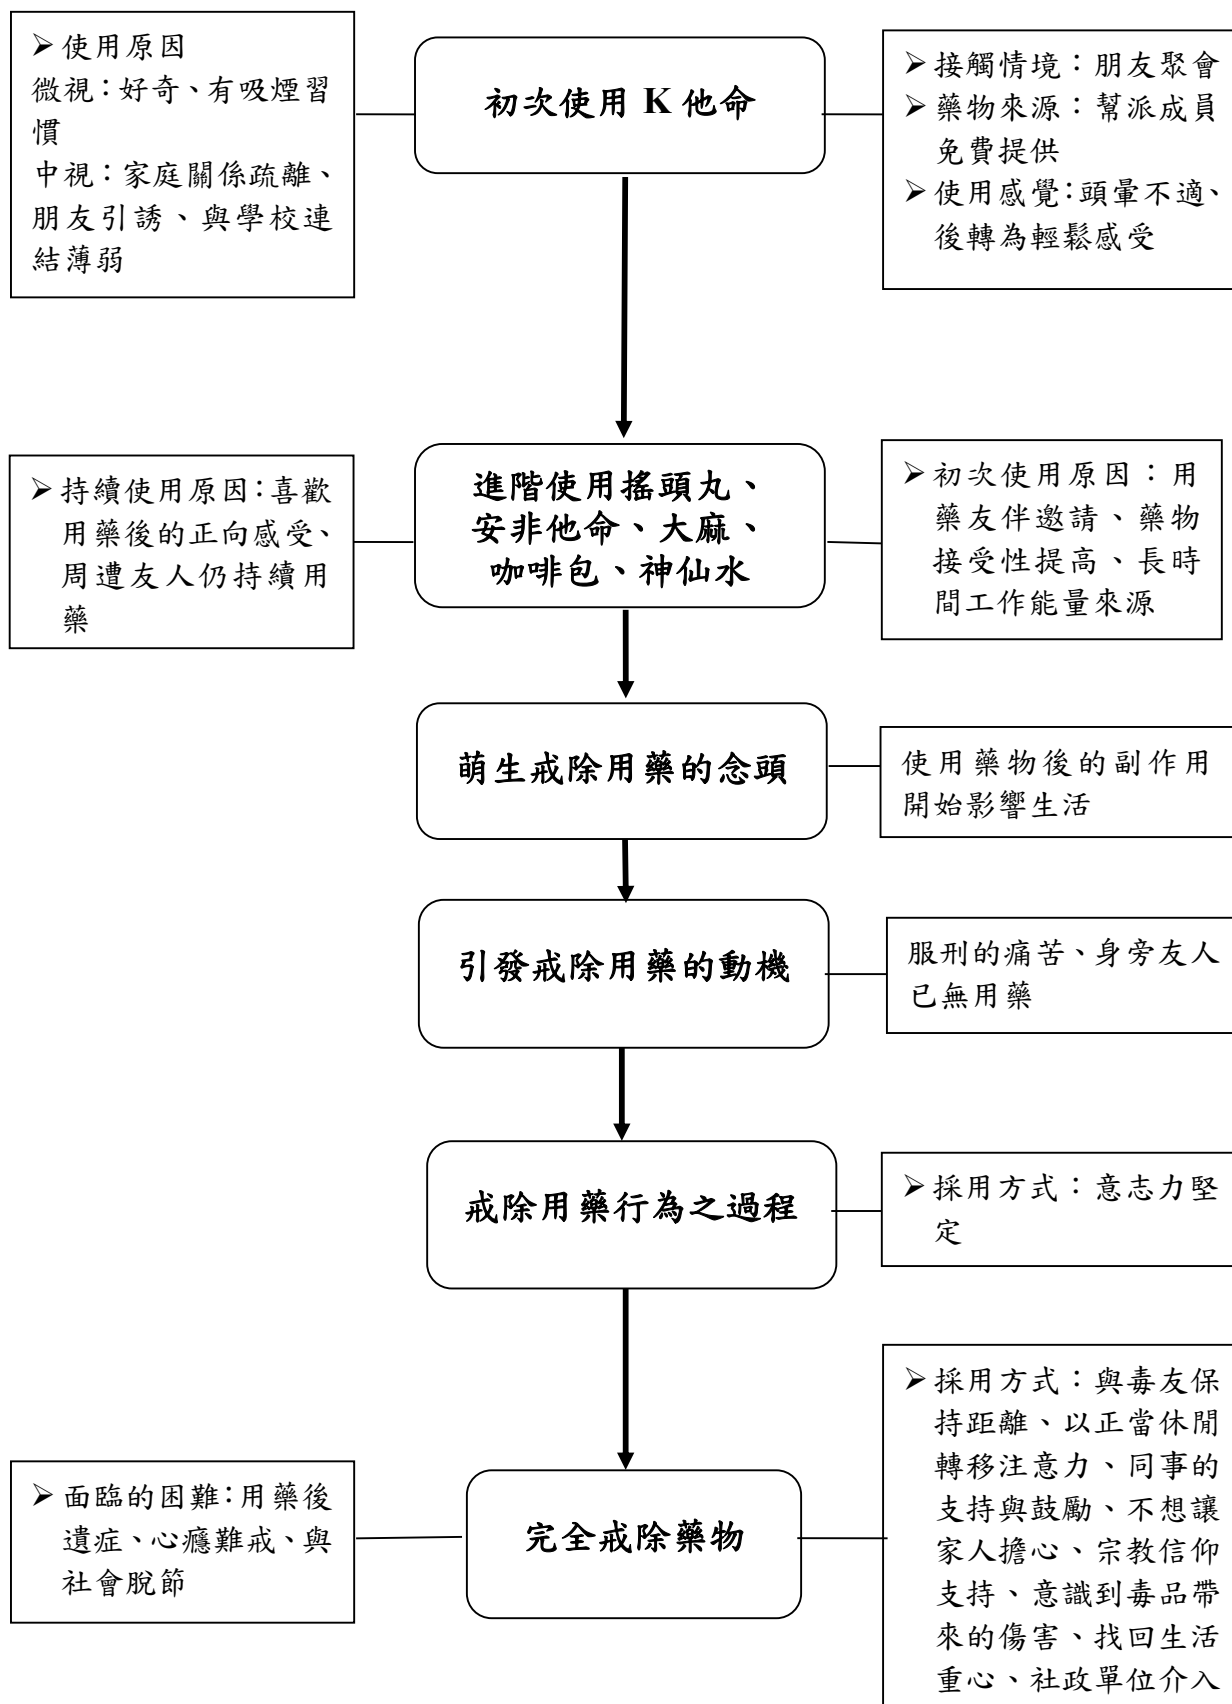 ➢ 使用原因
微視：好奇、有吸煙習
慣
中視：家庭關係疏離、
朋友引誘、與學校連
結薄弱
初次使用 K 他命
➢ 接觸情境：朋友聚會
➢ 藥物來源：幫派成員
免費提供
➢ 使用感覺：頭暈不適、
後轉為輕鬆感受
➢ 持續使用原因：喜歡
用藥後的正向感受、
周遭友人仍持續用
藥
進階使用搖頭丸、
安非他命、大麻、
咖啡包、神仙水
➢ 初次使用原因：用
藥友伴邀請、藥物
接受性提高、長時
間工作能量來源
萌生戒除用藥的念頭
使用藥物後的副作用
開始影響生活
引發戒除用藥的動機
服刑的痛苦、身旁友人
已無用藥
戒除用藥行為之過程
➢ 採用方式：意志力堅
定
➢ 面臨的困難：用藥後
遺症、心癮難戒、與
社會脫節
完全戒除藥物
➢ 採用方式：與毒友保
持距離、以正當休閒
轉移注意力、同事的
支持與鼓勵、不想讓
家人擔心、宗教信仰
支持、意識到毒品帶
來的傷害、找回生活
重心、社政單位介入